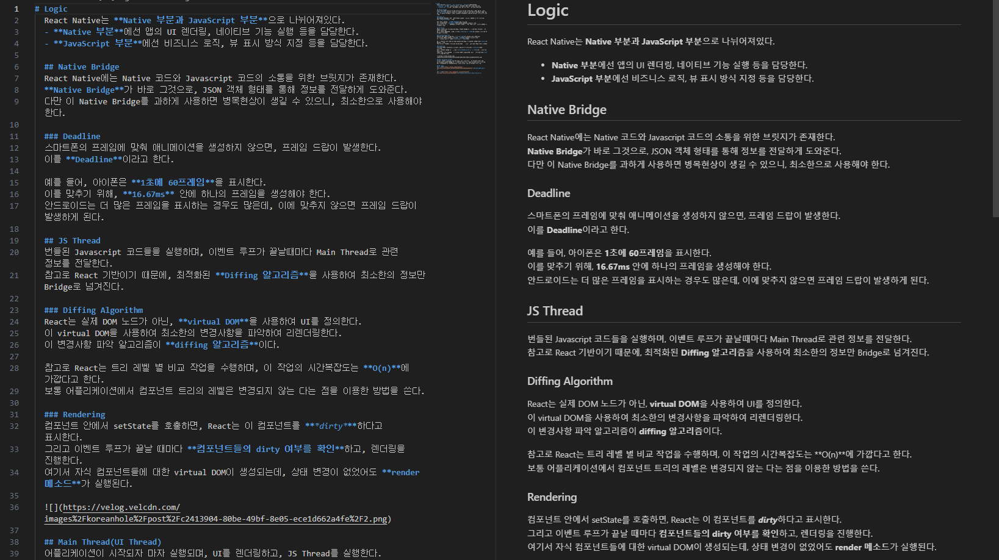 1 # Logic
2 React Native는 **Native 부분과 JavaScript 부분**으로 나뉘어져있다.
3 - **Native 부분**에선 앱의 UI 렌더링, 네이티브 기능 실행 등을 담당한다.
4 - **JavaScript 부분**에선 비즈니스 로직, 뷰 표시 방식 지정 등을 담당한다.
5
6 ## Native Bridge
7 React Native에는 Native 코드와 Javascript 코드의 소통을 위한 브릿지가 존재한다.
8 **Native Bridge**가 바로 그것으로, JSON 객체 형태를 통해 정보를 전달하게 도와준다.
9 다만 이 Native Bridge를 과하게 사용하면 병목현상이 생길 수 있으니, 최소한으로 사용해야
한다.
10
11 ### Deadline
12 스마트폰의 프레임에 맞춰 애니메이션을 생성하지 않으면, 프레임 드랍이 발생한다.
13 이를 **Deadline**이라고 한다.
14
15 예를 들어, 아이폰은 **1초에 60프레임**을 표시한다.
16 이를 맞추기 위해, **16.67ms** 안에 하나의 프레임을 생성해야 한다.
17 안드로이드는 더 많은 프레임을 표시하는 경우도 많은데, 이에 맞추지 않으면 프레임 드랍이
발생하게 된다.
18
19 ## JS Thread
20 번들된 Javascript 코드들을 실행하며, 이벤트 루프가 끝날때마다 Main Thread로 관련
정보를 전달한다.
21 참고로 React 기반이기 때문에, 최적화된 **Diffing 알고리즘**을 사용하여 최소한의 정보만
Bridge로 넘겨진다.
22
23 ### Diffing Algorithm
24 React는 실제 DOM 노드가 아닌, **virtual DOM**을 사용하여 UI를 정의한다.
25 이 virtual DOM을 사용하여 최소한의 변경사항을 파악하여 리렌더링한다.
26 이 변경사항 파악 알고리즘이 **diffing 알고리즘**이다.
27
28 참고로 React는 트리 레벨 별 비교 작업을 수행하며, 이 작업의 시간복잡도는 **O(n)**에
가깝다고 한다.
29 보통 어플리케이션에서 컴포넌트 트리의 레벨은 변경되지 않는 다는 점을 이용한 방법을 쓴다.
30
31 ### Rendering
32 컴포넌트 안에서 setState를 호출하면, React는 이 컴포넌트를 ***dirty***하다고
표시한다.
33 그리고 이벤트 루프가 끝날 때마다 **컴포넌트들의 dirty 여부를 확인**하고, 렌더링을
진행한다.
34 여기서 자식 컴포넌트들에 대한 virtual DOM이 생성되는데, 상태 변경이 없었어도 **render
메소드**가 실행된다.
35
36 ![](https://velog.velcdn.com/
images%2Fkoreanhole%2Fpost%2Fc2413904-80be-49bf-8e05-ece1d662a4fe%2F2.png)
37
38 ## Main Thread(UI Thread)
39 어플리케이션이 시작되자 마자 실행되며, UI를 렌더링하고, JS Thread를 실행한다.
Logic
React Native는 Native 부분과 JavaScript 부분으로 나뉘어져있다.
• Native 부분에선 앱의 UI 렌더링, 네이티브 기능 실행 등을 담당한다.
• JavaScript 부분에선 비즈니스 로직, 뷰 표시 방식 지정 등을 담당한다.
Native Bridge
React Native에는 Native 코드와 Javascript 코드의 소통을 위한 브릿지가 존재한다.
Native Bridge가 바로 그것으로, JSON 객체 형태를 통해 정보를 전달하게 도와준다.
다만 이 Native Bridge를 과하게 사용하면 병목현상이 생길 수 있으니, 최소한으로 사용해야 한다.
Deadline
스마트폰의 프레임에 맞춰 애니메이션을 생성하지 않으면, 프레임 드랍이 발생한다.
이를 Deadline이라고 한다.
예를 들어, 아이폰은 1초에 60프레임을 표시한다.
이를 맞추기 위해, 16.67ms 안에 하나의 프레임을 생성해야 한다.
안드로이드는 더 많은 프레임을 표시하는 경우도 많은데, 이에 맞추지 않으면 프레임 드랍이 발생하게 된다.
JS Thread
번들된 Javascript 코드들을 실행하며, 이벤트 루프가 끝날때마다 Main Thread로 관련 정보를 전달한다.
참고로 React 기반이기 때문에, 최적화된 Diffing 알고리즘을 사용하여 최소한의 정보만 Bridge로 넘겨진다.
Diffing Algorithm
React는 실제 DOM 노드가 아닌, virtual DOM을 사용하여 UI를 정의한다.
이 virtual DOM을 사용하여 최소한의 변경사항을 파악하여 리렌더링한다.
이 변경사항 파악 알고리즘이 diffing 알고리즘이다.
참고로 React는 트리 레벨 별 비교 작업을 수행하며, 이 작업의 시간복잡도는 **O(n)**에 가깝다고 한다.
보통 어플리케이션에서 컴포넌트 트리의 레벨은 변경되지 않는 다는 점을 이용한 방법을 쓴다.
Rendering
컴포넌트 안에서 setState를 호출하면, React는 이 컴포넌트를 dirty하다고 표시한다.
그리고 이벤트 루프가 끝날 때마다 컴포넌트들의 dirty 여부를 확인하고, 렌더링을 진행한다.
여기서 자식 컴포넌트들에 대한 virtual DOM이 생성되는데, 상태 변경이 없었어도 render 메소드가 실행된다.